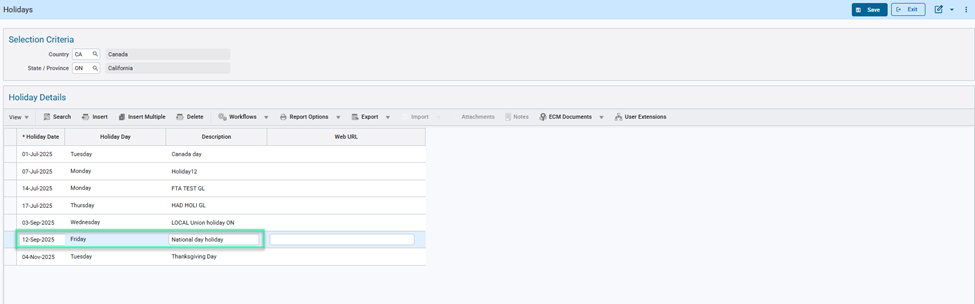 Holidays
Save Exit
Selection Criteria
Country CA Canada
State / Province ON California
Holiday Details
View Search Insert Insert Multiple Delete Workflows Report Options Export Import Attachments Notes ECM Documents User Extensions
* Holiday Date Holiday Day Description Web URL
01-Jul-2025 Tuesday Canada day
07-Jul-2025 Monday Holiday12
14-Jul-2025 Monday FTA TEST GL
17-Jul-2025 Thursday HAD HOLI GL
03-Sep-2025 Wednesday LOCAL Union holiday ON
12-Sep-2025 Friday National day holiday
04-Nov-2025 Tuesday Thanksgiving Day